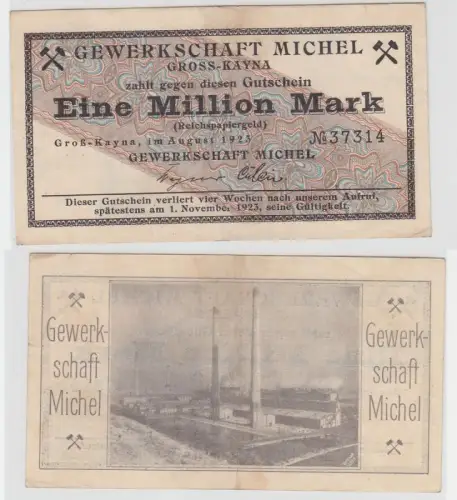 GEWERKSCHAFT MICHEL
GROSS-KAYNA
zahlt gegen diesen Gutschein
Eine Million Mark
(Reichspapiergeld)
Groß-Kayna, im August 1923 № 37314
GEWERKSCHAFT MICHEL
Dieser Gutschein verliert vier Wochen nach unserem Aufruf,
spätestens am 1. November 1923, seine Gültigkeit.
Gewerk-
schaft
Michel
Gewerk-
schaft
Michel